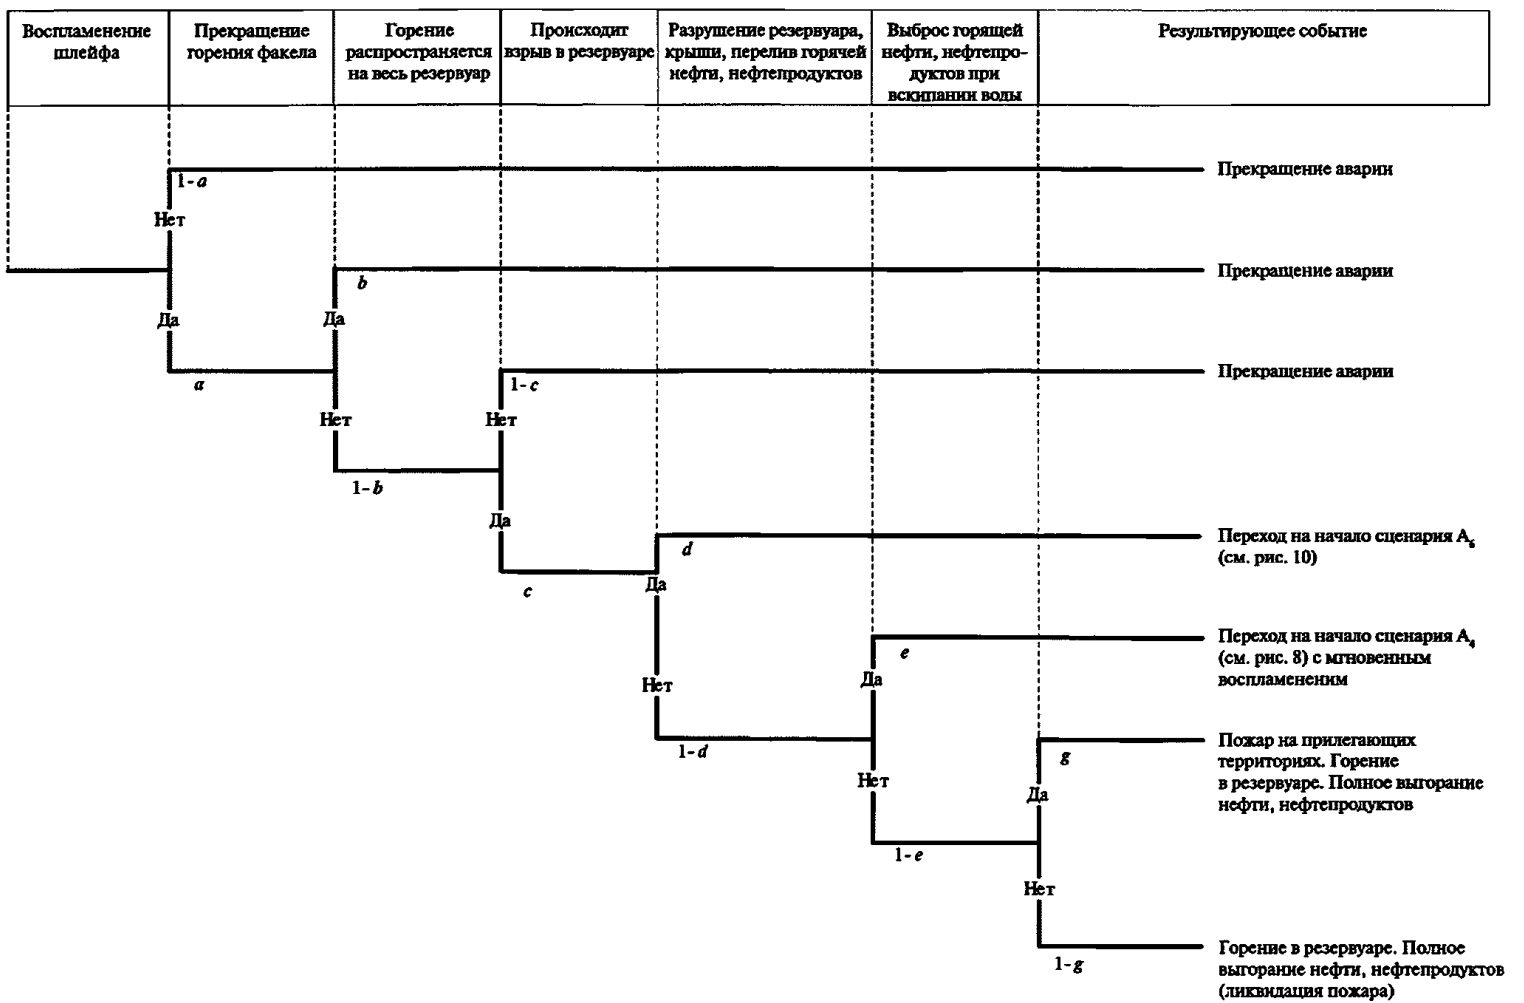 Воспламенение
шлейфа
Прекращение
горения факела
Горение
распространяется
на весь резервуар
Происходит
взрыв в резервуаре
Разрушение резервуара,
крыши, перелив горячей
нефти, нефтепродуктов
Выброс горящей
нефти, нефтепро-
дуктов при
вскипании воды
Результирующее событие
1-a
Прекращение аварии
Нет
b
Прекращение аварии
Да
Да
a
1-c
Прекращение аварии
Нет
Нет
1-b
Да
d
Переход на начало сценария А5
(см. рис. 10)
c
Да
e
Переход на начало сценария А4
(см. рис. 8) с мгновенным
воспламененим
Нет
Да
1-d
g
Пожар на прилегающих
территориях. Горение
в резервуаре. Полное выгорание
нефти, нефтепродуктов
Нет
Да
1-e
Нет
1-g
Горение в резервуаре. Полное
выгорание нефти, нефтепродуктов
(ликвидация пожара)